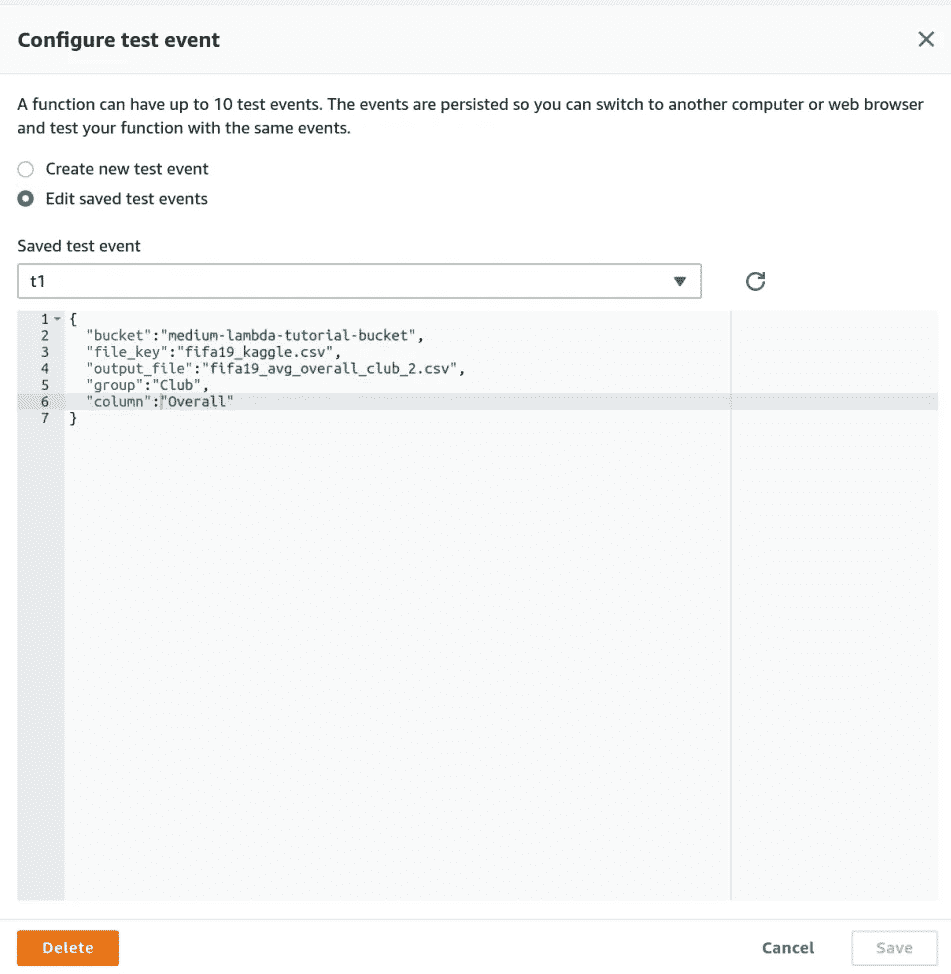 Configure test event
A function can have up to 10 test events. The events are persisted so you can switch to another computer or web browser
and test your function with the same events.
Create new test event
Edit saved test events
Saved test event
t1
1 {
2 "bucket":"medium-lambda-tutorial-bucket",
3 "file_key":"fifa19_kaggle.csv",
4 "output_file":"fifa19_avg_overall_club_2.csv",
5 "group":"Club",
6 "column":"Overall"
7 }
Delete Cancel Save